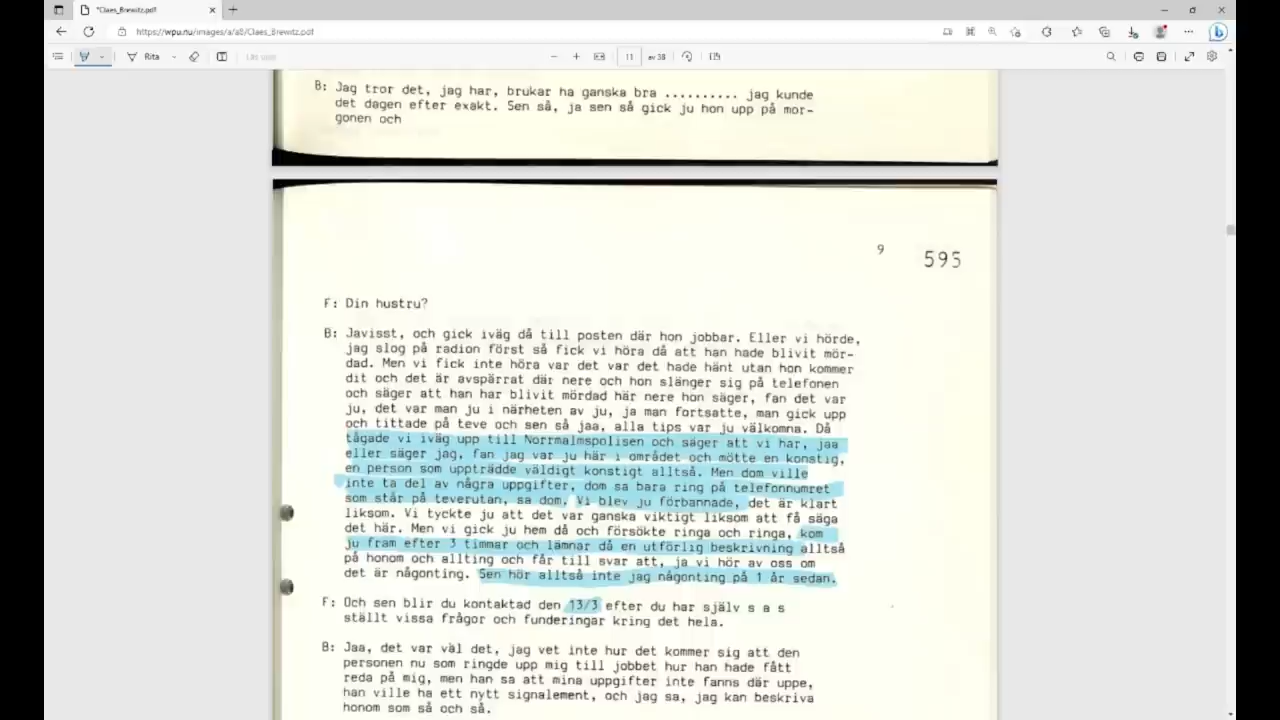 *Claes_Brewitz.pdf
https://wpu.nu/images/a/a8/Claes_Brewitz.pdf
Rita
Läs upp
11
av 38
B: Jag tror det, jag har, brukar ha ganska bra .......... jag kunde
det dagen efter exakt. Sen så, ja sen så gick ju hon upp på mor-
gonen och
9
595
F: Din hustru?
B: Javisst, och gick iväg då till posten där hon jobbar. Eller vi hörde,
jag slog på radion först så fick vi höra då att han hade blivit mör-
dad. Men vi fick inte höra var det var det hade hänt utan hon kommer
dit och det är avspärrat där nere och hon slänger sig på telefonen
och säger att han har blivit mördad här nere hon säger, fan det var
ju, det var man ju i närheten av ju, ja man fortsatte, man gick upp
och tittade på teve och sen så jaa, alla tips var ju välkomna. Då
tågade vi iväg upp till Norrmalmspolisen och säger att vi har, jaa
eller säger jag, fan jag var ju här i området och mötte en konstig,
en person som uppträdde väldigt konstigt alltså. Men dom ville
inte ta del av några uppgifter, dom sa bara ring på telefonnumret
som står på teverutan, sa dom. Vi blev ju förbannade, det är klart
liksom. Vi tyckte ju att det var ganska viktigt liksom att få säga
det här. Men vi gick ju hem då och försökte ringa och ringa, kom
ju fram efter 3 timmar och lämnar då en utförlig beskrivning alltså
på honom och allting och får till svar att, ja vi hör av oss om
det är någonting. Sen hör alltså inte jag någonting på 1 år sedan.
F: Och sen blir du kontaktad den 13/3 efter du har själv s a s
ställt vissa frågor och funderingar kring det hela.
B: Jaa, det var väl det, jag vet inte hur det kommer sig att den
personen nu som ringde upp mig till jobbet hur han hade fått
reda på mig, men han sa att mina uppgifter inte fanns där uppe,
han ville ha ett nytt signalement, och jag sa, jag kan beskriva
honom som så och så.